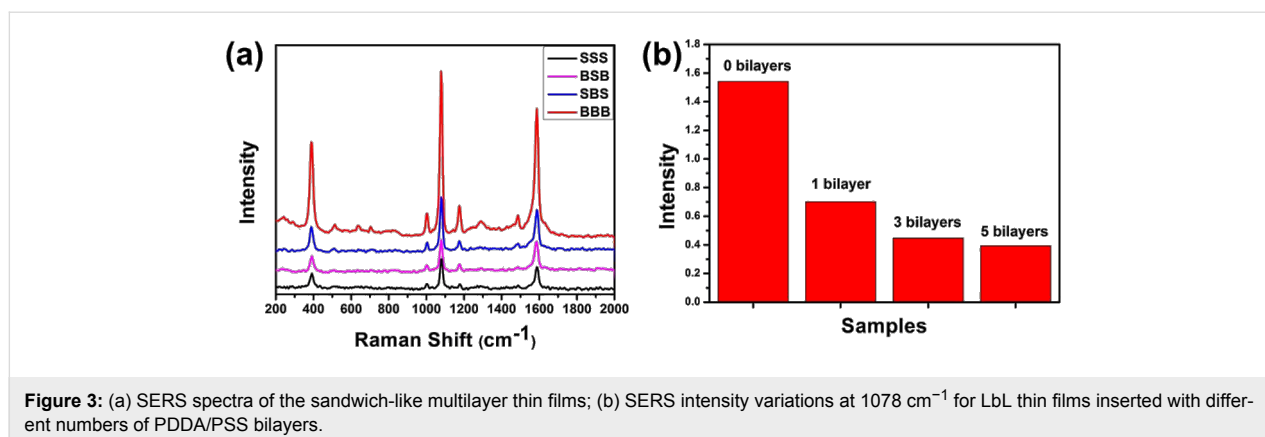 (a)
SSS
BSB
SBS
BBB
Intensity
200 400 600 800 1000 1200 1400 1600 1800 2000
Raman Shift (cm⁻¹)
(b)
1.8
1.6
1.4
1.2
1.0
0.8
0.6
0.4
0.2
0.0
Intensity
0 bilayers
1 bilayer
3 bilayers
5 bilayers
Samples
Figure 3: (a) SERS spectra of the sandwich-like multilayer thin films; (b) SERS intensity variations at 1078 cm⁻¹ for LbL thin films inserted with differ-
ent numbers of PDDA/PSS bilayers.